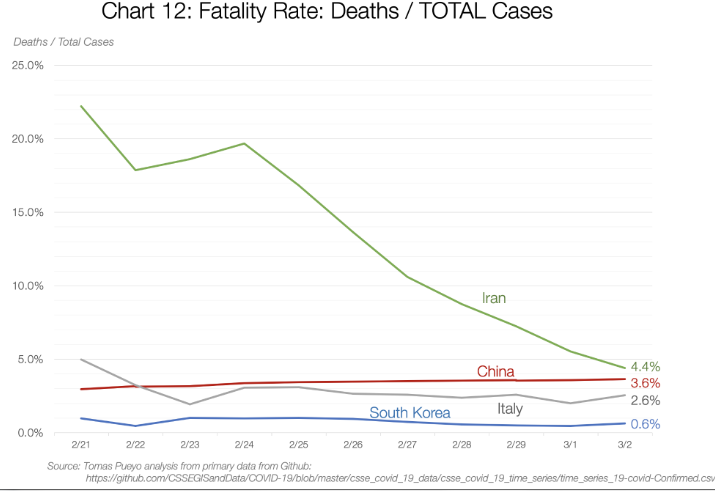 Chart 12: Fatality Rate: Deaths / TOTAL Cases
Deaths / Total Cases
25.0%
20.0%
15.0%
10.0%
5.0%
0.0%
Iran
China
Italy
South Korea
4.4%
3.6%
2.6%
0.6%
2/21 2/22 2/23 2/24 2/25 2/26 2/27 2/28 2/29 3/1 3/2
Source: Tomas Pueyo analysis from primary data from Github:
https://github.com/CSSEGISandData/COVID-19/blob/master/csse_covid_19_data/csse_covid_19_time_series/time_series_19-covid-Confirmed.csv